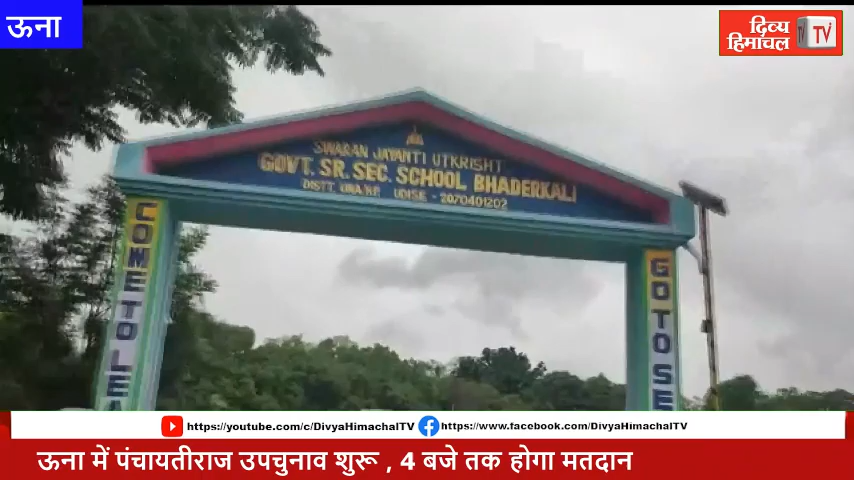 ऊना
दिव्य
हिमाचल
TV
SWARAN JAYANTI UTKRISHT
GOVT. SR. SEC. SCHOOL BHADERKALI
DISTT. UNA HP UDISE - 2070401202
COME TO LEA
GO TO SE
https://youtube.com/c/DivyaHimachalTV
https://www.facebook.com/DivyaHimachalTV
ऊना में पंचायतीराज उपचुनाव शुरू , 4 बजे तक होगा मतदान